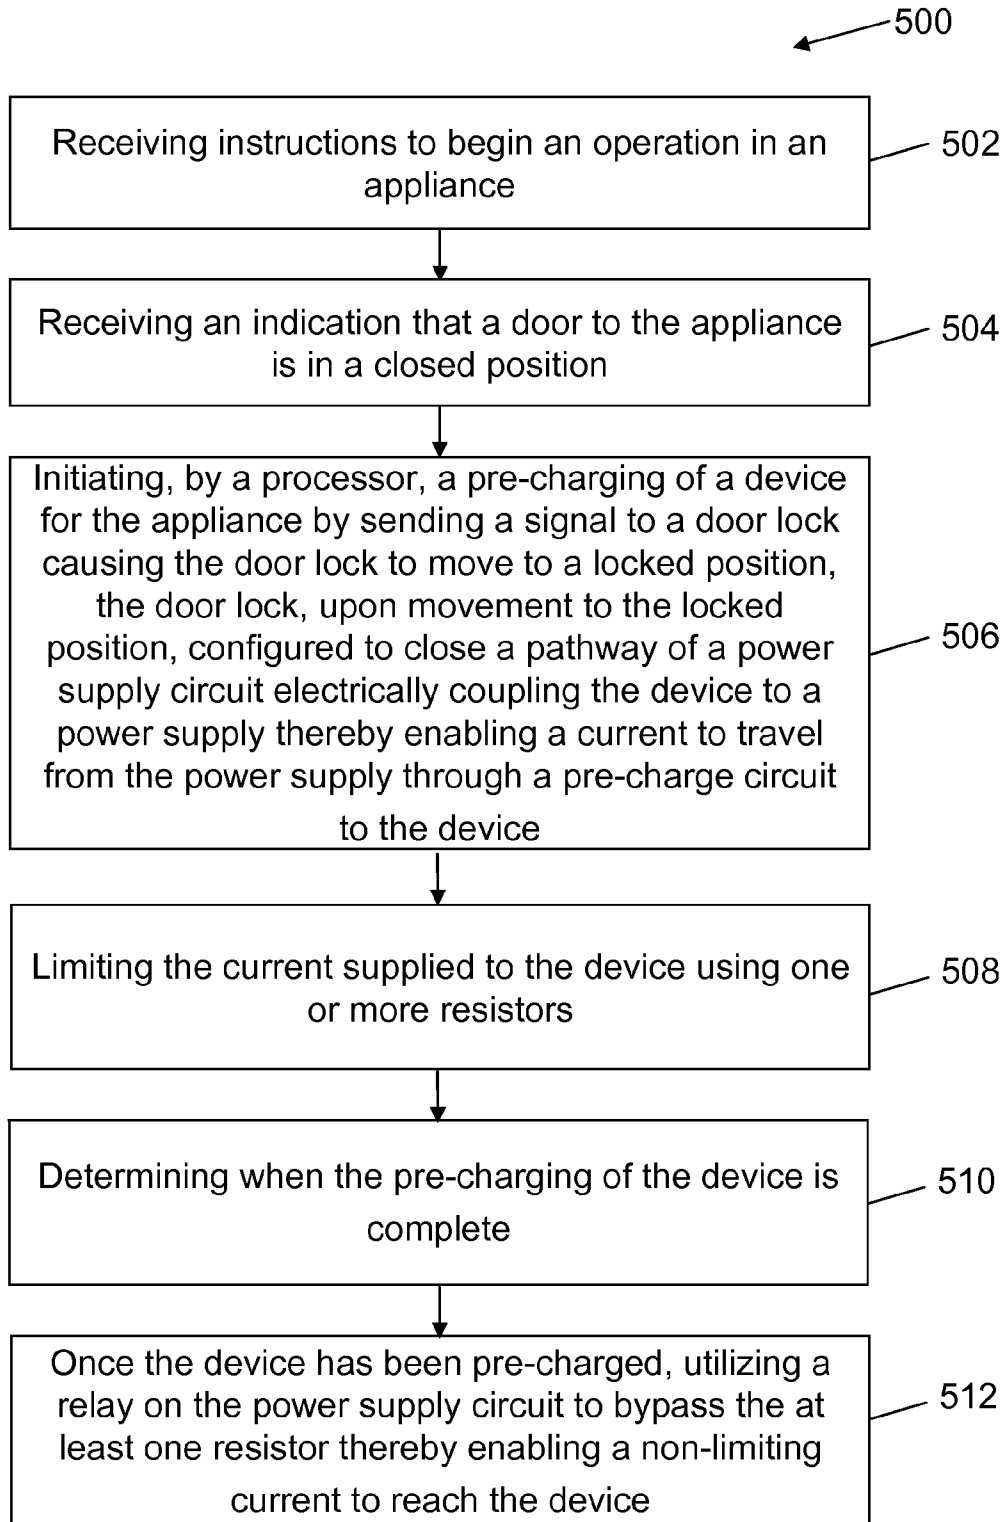 500
Receiving instructions to begin an operation in an
appliance
502
Receiving an indication that a door to the appliance
is in a closed position
504
Initiating, by a processor, a pre-charging of a device
for the appliance by sending a signal to a door lock
causing the door lock to move to a locked position,
the door lock, upon movement to the locked
position, configured to close a pathway of a power
supply circuit electrically coupling the device to a
power supply thereby enabling a current to travel
from the power supply through a pre-charge circuit
to the device
506
Limiting the current supplied to the device using one
or more resistors
508
Determining when the pre-charging of the device is
complete
510
Once the device has been pre-charged, utilizing a
relay on the power supply circuit to bypass the at
least one resistor thereby enabling a non-limiting
current to reach the device
512